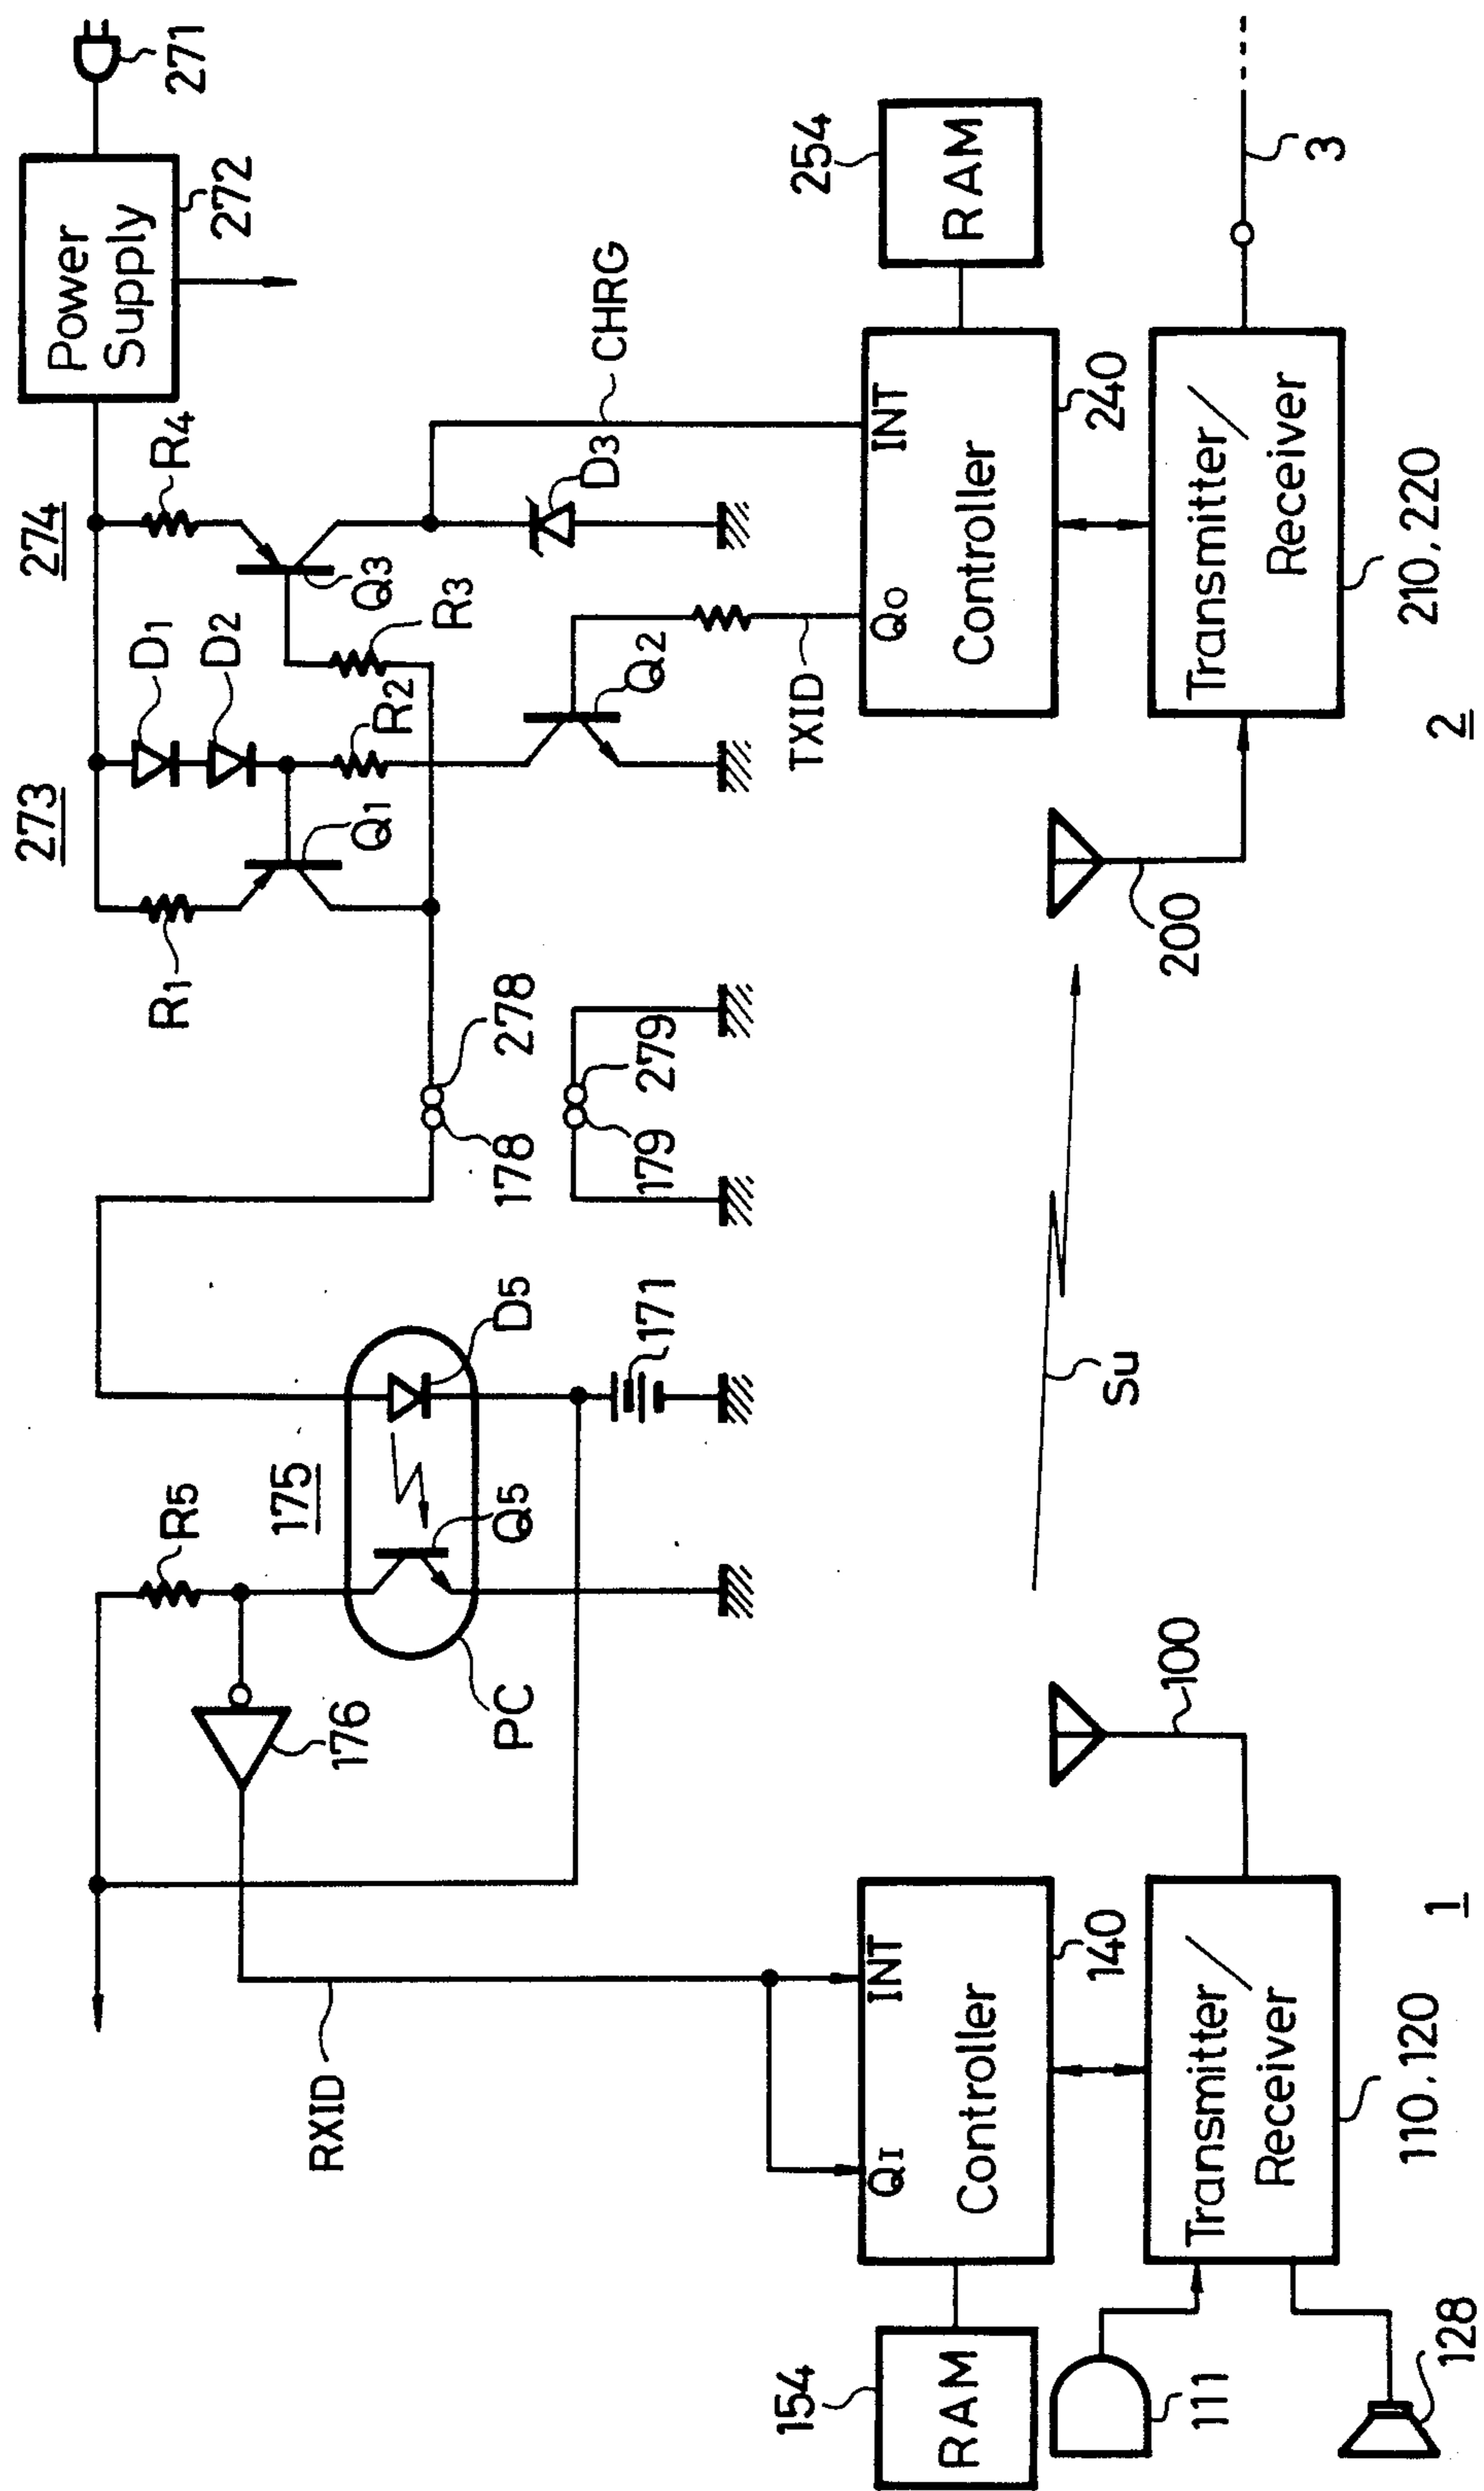 271
Power
Supply
272
274
R4
273
D1
D2
Q3
R3
Q1
R2
Q2
R1
D3
CHRG
TXID
278
178
279
179
175
R5
D5
Q5
171
176
PC
RXID
QI
INT
Controller
140
154
RAM
Transmitter/
Receiver
110, 120
1
100
111
128
Su
QO
INT
Controller
240
254
RAM
Transmitter/
Receiver
210, 220
2
200
3